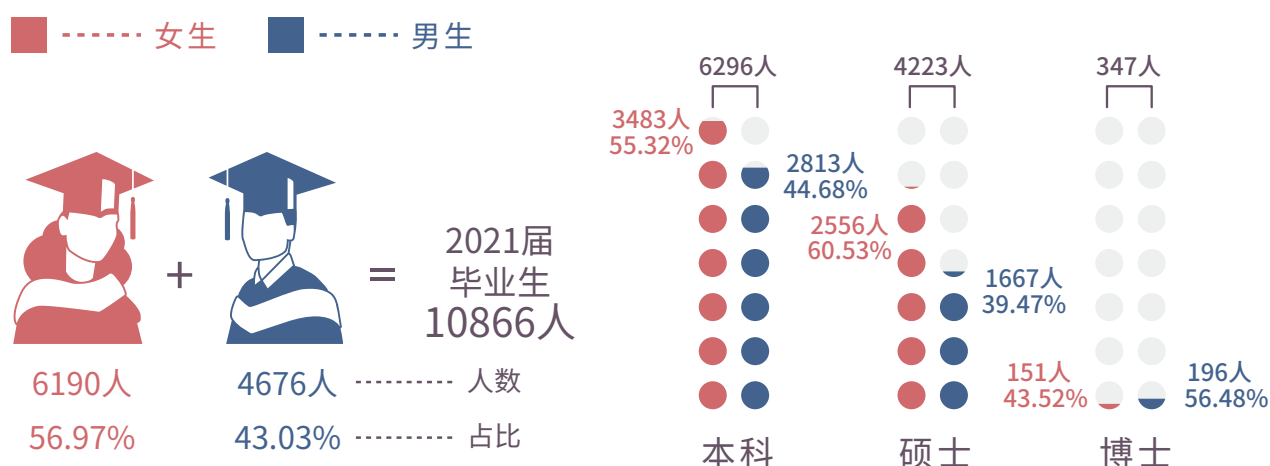 女生 男生
2021届
毕业生
10866人
+ =
6190人 4676人 人数
56.97% 43.03% 占比
6296人
3483人
55.32%
2813人
44.68%
本科
4223人
2556人
60.53%
1667人
39.47%
硕士
347人
151人
43.52%
196人
56.48%
博士